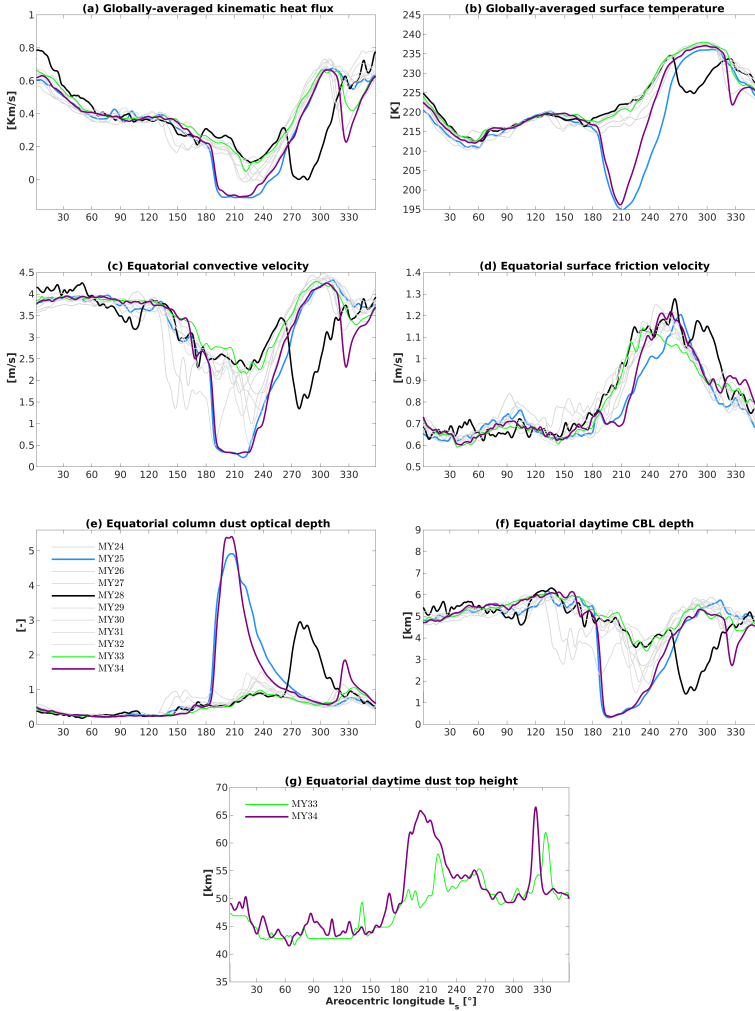 (a) Globally-averaged kinematic heat flux
1
0.8
0.6
0.4
0.2
0
[Km/s]
30 60 90 120 150 180 210 240 270 300 330
(b) Globally-averaged surface temperature
245
240
235
230
225
220
215
210
205
200
195
[K]
30 60 90 120 150 180 210 240 270 300 330
(c) Equatorial convective velocity
4.5
4
3.5
3
2.5
2
1.5
1
0.5
0
[m/s]
30 60 90 120 150 180 210 240 270 300 330
(d) Equatorial surface friction velocity
1.4
1.3
1.2
1.1
1
0.9
0.8
0.7
0.6
0.5
[m/s]
30 60 90 120 150 180 210 240 270 300 330
(e) Equatorial column dust optical depth
5
4
3
2
1
0
[-]
MY24
MY25
MY26
MY27
MY28
MY29
MY30
MY31
MY32
MY33
MY34
30 60 90 120 150 180 210 240 270 300 330
(f) Equatorial daytime CBL depth
9
8
7
6
5
4
3
2
1
0
[km]
30 60 90 120 150 180 210 240 270 300 330
(g) Equatorial daytime dust top height
70
65
60
55
50
45
40
35
[km]
MY33
MY34
30 60 90 120 150 180 210 240 270 300 330
Areocentric longitude L_s [°]